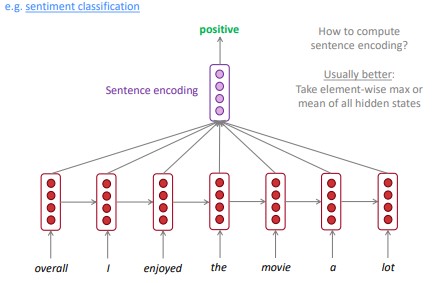 e.g. sentiment classification
positive
How to compute
sentence encoding?
Usually better:
Take element-wise max or
mean of all hidden states
Sentence encoding
overall I enjoyed the movie a lot